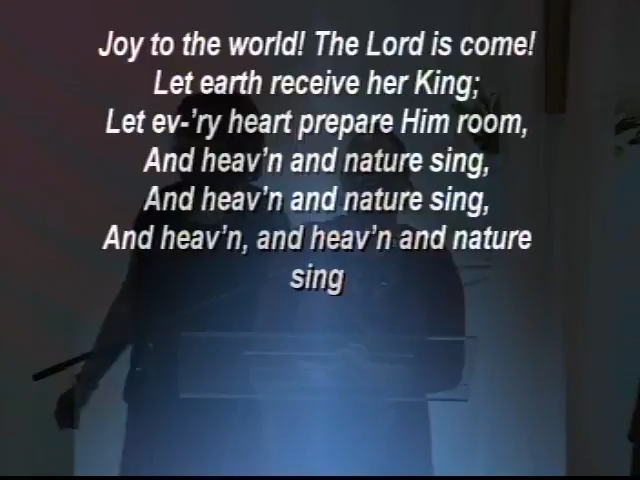 Joy to the world! The Lord is come!
Let earth receive her King;
Let ev-'ry heart prepare Him room,
And heav'n and nature sing,
And heav'n and nature sing,
And heav'n, and heav'n and nature
sing